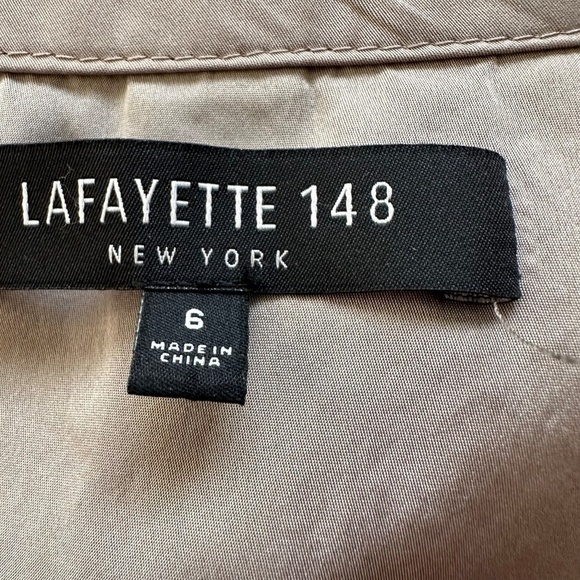 LAFAYETTE 148
NEW YORK
6
MADE IN
CHINA